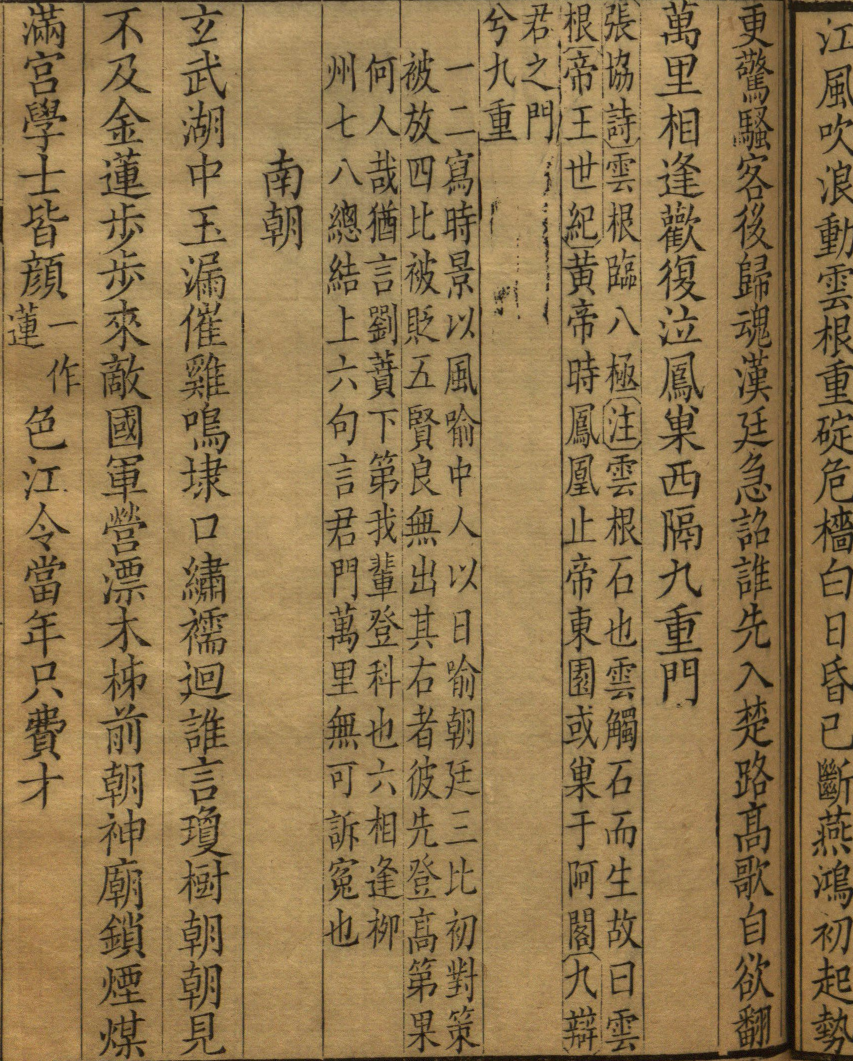 江風吹浪動雲根重碇危檣白日昏已斷燕鴻初起勢
更驚騷客後歸魂漢廷急詔誰先入楚路髙歌自欲翻
萬里相逢歡復泣鳳巢西隔九重門
張協詩雲根臨八極注雲根石也雲觸石而生故曰雲
根帝王世紀黃帝時鳳凰止帝東園或巢于阿閣九辯
君之門
兮九重
一二寫時景以風喻中人以日喻朝廷三比初對策
被放四比被貶五賢良無出其右者彼先登髙第果
何人哉猶言劉蕡下第我輩登科也六相逢柳
州七八總結上六句言君門萬里無可訴冤也
南朝
玄武湖中玉漏催雞鳴埭口繡襦迴誰言瓊樹朝朝見
不及金蓮步步來敵國軍營漂木柹前朝神廟鎖煙煤
滿宮學士皆顔一作蓮色江令當年只費才